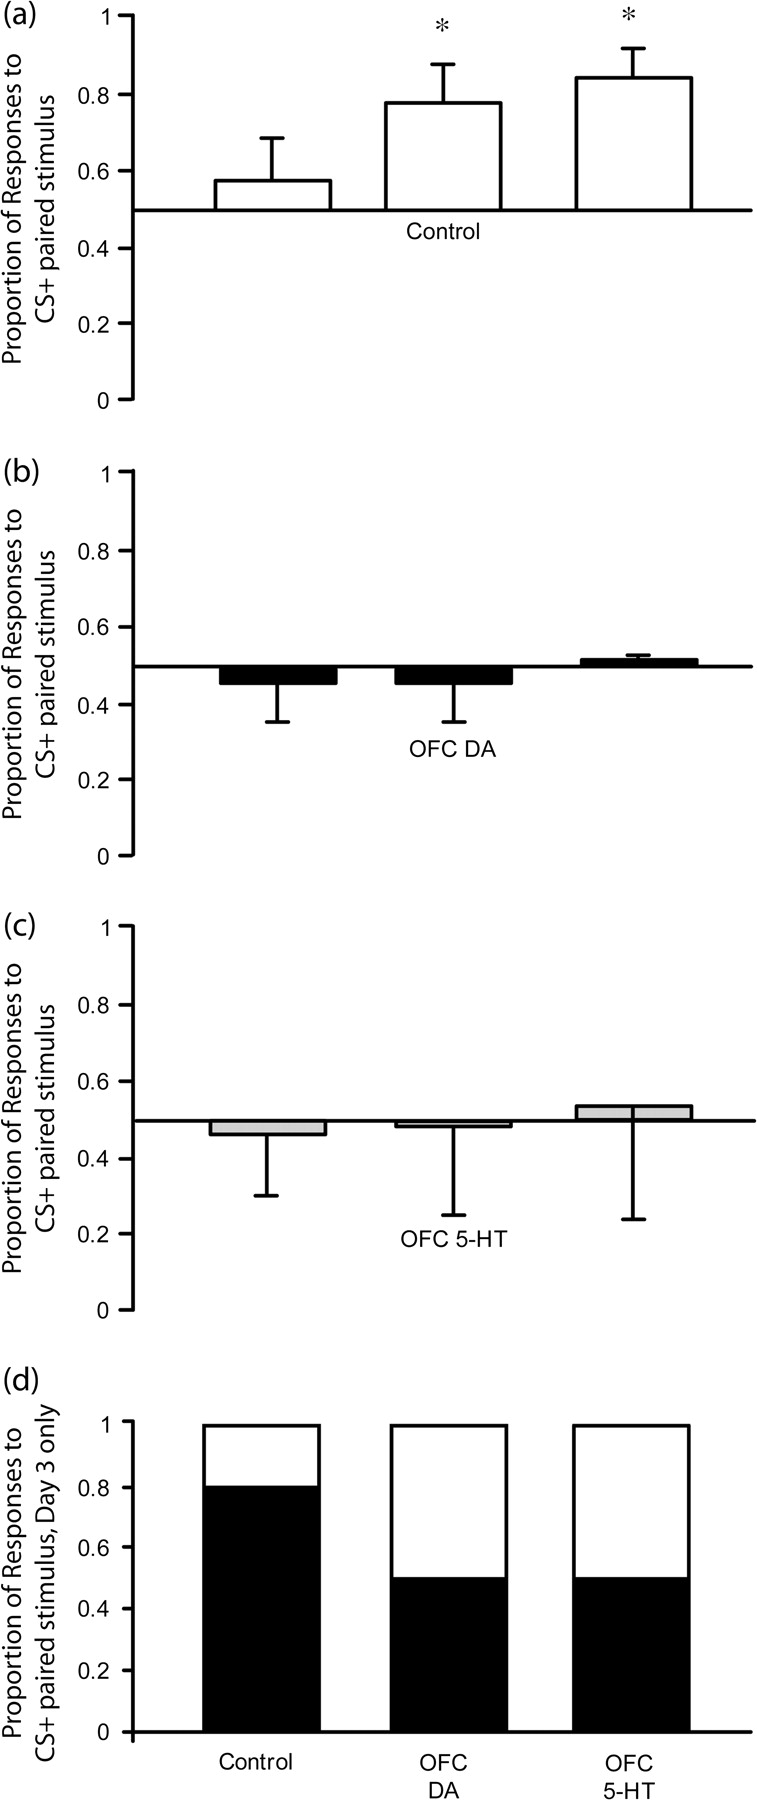 (a)
Proportion of Responses to
CS+ paired stimulus
1
0.8
0.6
0.4
0.2
0
*
*
Control
(b)
Proportion of Responses to
CS+ paired stimulus
1
0.8
0.6
0.4
0.2
0
OFC DA
(c)
Proportion of Responses to
CS+ paired stimulus
1
0.8
0.6
0.4
0.2
0
OFC 5-HT
(d)
Proportion of Responses to
CS+ paired stimulus, Day 3 only
1
0.8
0.6
0.4
0.2
0
Control
OFC
DA
OFC
5-HT